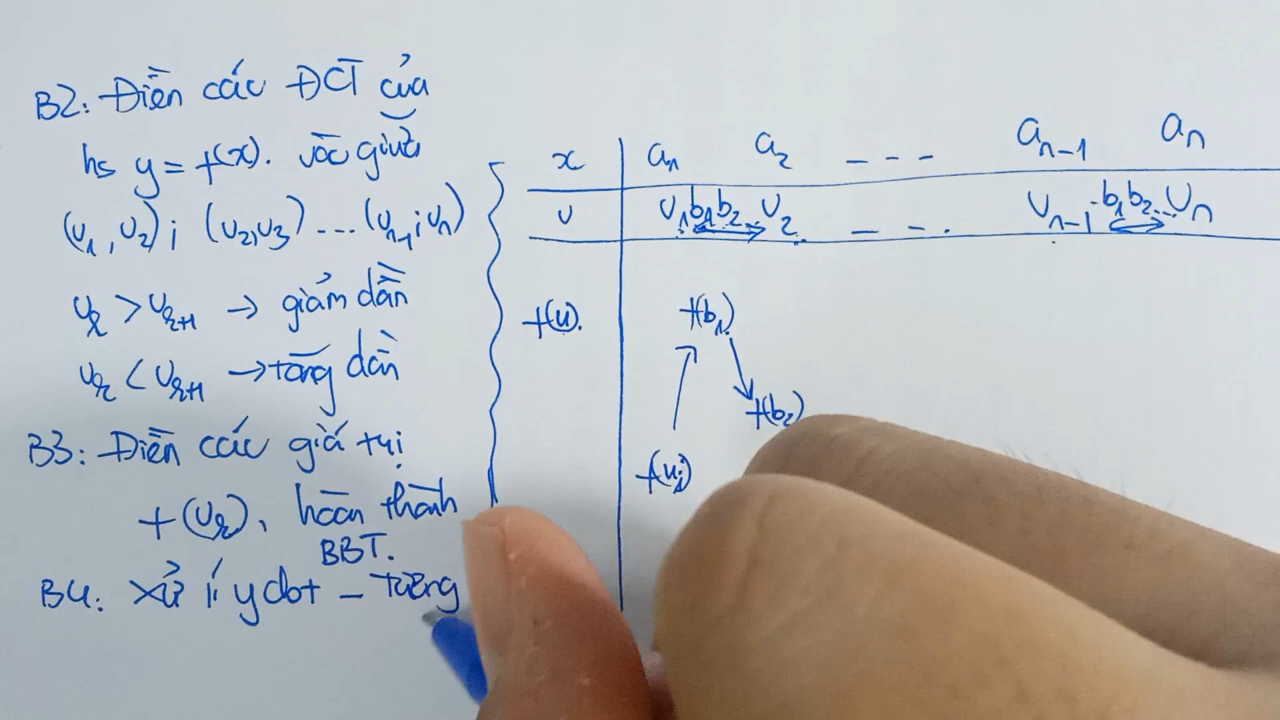 B2: Điền các ĐCT của
hs y = f(x). vào giữa
(u₁, u₂); (u₂, u₃) ... (uₙ₋₁; uₙ)
uₖ > uₖ₊₁ → giảm dần
uₖ < uₖ₊₁ → tăng dần
B3: Điền các giá trị
f(uₖ), hoàn thành
BBT.
B4: xử lí ycbt - tương
x a₁ a₂ - - - aₙ₋₁ aₙ
u u₁ b₁ b₂ u₂ - - . uₙ₋₁ b₁ b₂ ... uₙ
f(u). f(b₁)
f(b₂)
f(u₁)